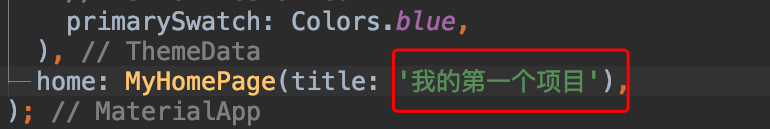 primarySwatch: Colors.blue,
), // ThemeData
home: MyHomePage(title: '我的第一个项目'),
); // MaterialApp